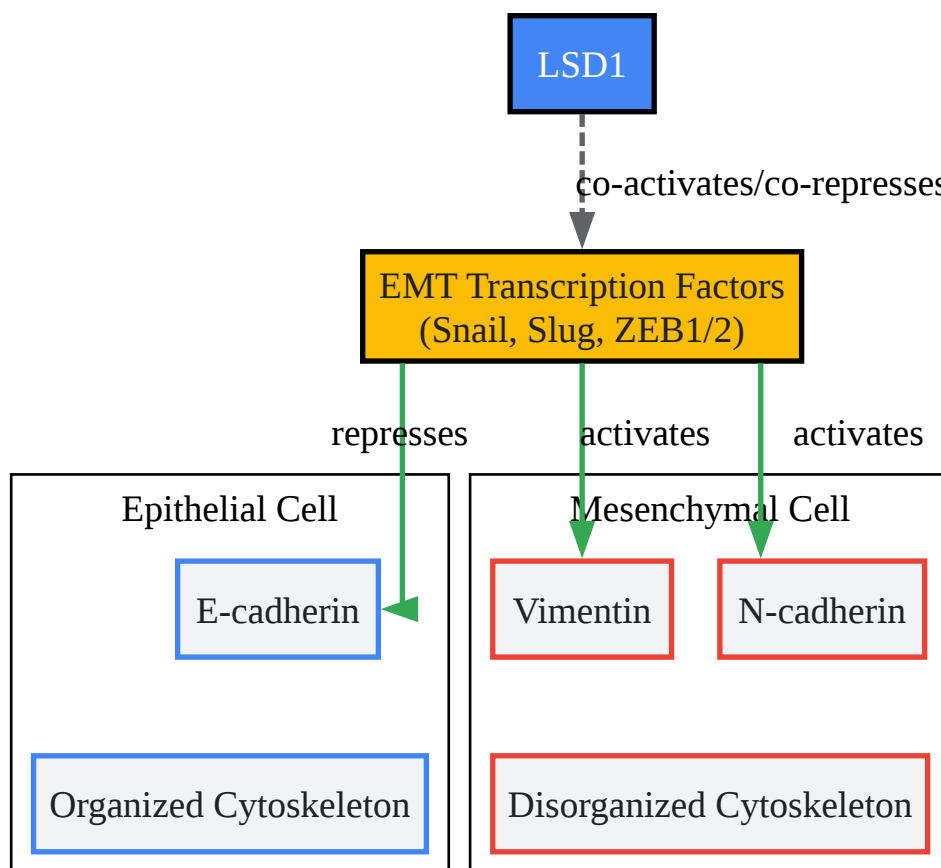 LSD1
co-activates/co-represses
EMT Transcription Factors
(Snail, Slug, ZEB1/2)
represses
activates
activates
Epithelial Cell
Mesenchymal Cell
E-cadherin
Vimentin
N-cadherin
Organized Cytoskeleton
Disorganized Cytoskeleton